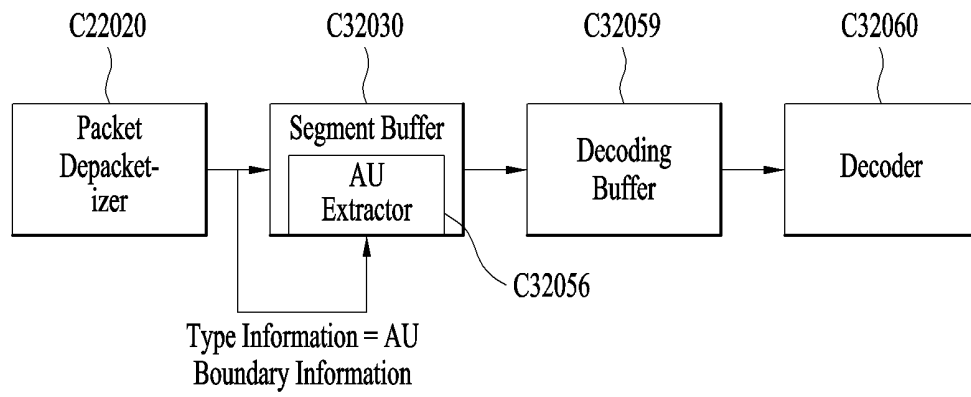 C22020
C32030
C32059
C32060
Packet
Depacket-
izer
Segment Buffer
AU
Extractor
Decoding
Buffer
Decoder
C32056
Type Information = AU
Boundary Information